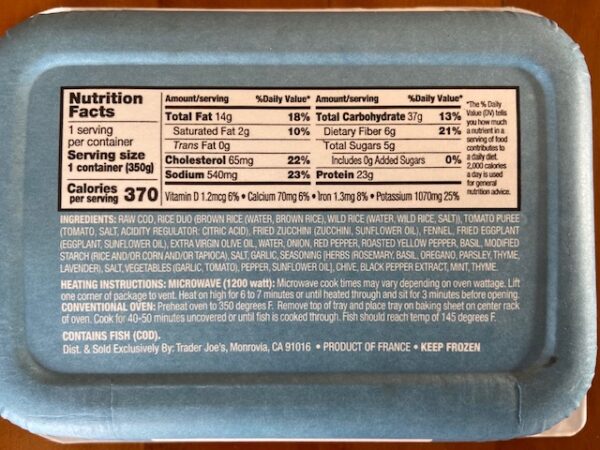 Nutrition Facts
1 serving per container
Serving size
1 container (350g)
Calories per serving 370
Amount/serving %Daily Value*
Total Fat 14g 18%
Saturated Fat 2g 10%
Trans Fat 0g
Cholesterol 65mg 22%
Sodium 540mg 23%
Amount/serving %Daily Value*
Total Carbohydrate 37g 13%
Dietary Fiber 6g 21%
Total Sugars 5g
Includes 0g Added Sugars 0%
Protein 23g
Vitamin D 1.2mcg 6% • Calcium 70mg 6% • Iron 1.3mg 8% • Potassium 1070mg 25%
*The % Daily
Value (DV) tells
you how much
a nutrient in a
serving of food
contributes to
a daily diet.
2,000 calories
a day is used
for general
nutrition advice.
INGREDIENTS: RAW COD, RICE DUO (BROWN RICE (WATER, BROWN RICE), WILD RICE (WATER, WILD RICE, SALT)), TOMATO PUREE
(TOMATO, SALT, ACIDITY REGULATOR: CITRIC ACID), FRIED ZUCCHINI (ZUCCHINI, SUNFLOWER OIL), FENNEL, FRIED EGGPLANT
(EGGPLANT, SUNFLOWER OIL), EXTRA VIRGIN OLIVE OIL, WATER, ONION, RED PEPPER, ROASTED YELLOW PEPPER, BASIL, MODIFIED
STARCH (RICE AND/OR CORN AND/OR TAPIOCA), SALT, GARLIC, SEASONING [HERBS (ROSEMARY, BASIL, OREGANO, PARSLEY, THYME,
LAVENDER), SALT, VEGETABLES (GARLIC, TOMATO), PEPPER, SUNFLOWER OIL], CHIVE, BLACK PEPPER EXTRACT, MINT, THYME.
HEATING INSTRUCTIONS: MICROWAVE (1200 watt): Microwave cook times may vary depending on oven wattage. Lift
one corner of package to vent. Heat on high for 6 to 7 minutes or until heated through and sit for 3 minutes before opening.
CONVENTIONAL OVEN: Preheat oven to 350 degrees F. Remove top of tray and place tray on baking sheet on center rack
of oven. Cook for 40-50 minutes uncovered or until fish is cooked through. Fish should reach temp of 145 degrees F.
CONTAINS FISH (COD).
Dist. & Sold Exclusively By: Trader Joe's, Monrovia, CA 91016 • PRODUCT OF FRANCE • KEEP FROZEN